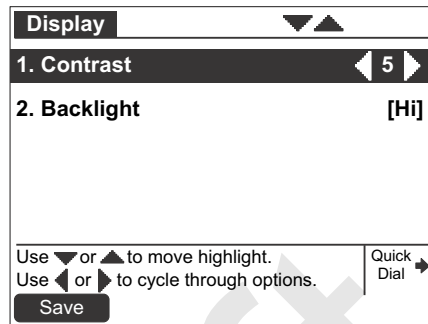 Display
1. Contrast 5
2. Backlight [Hi]
Use ▼ or ▲ to move highlight.
Use ◀ or ▶ to cycle through options.
Quick
Dial
Save